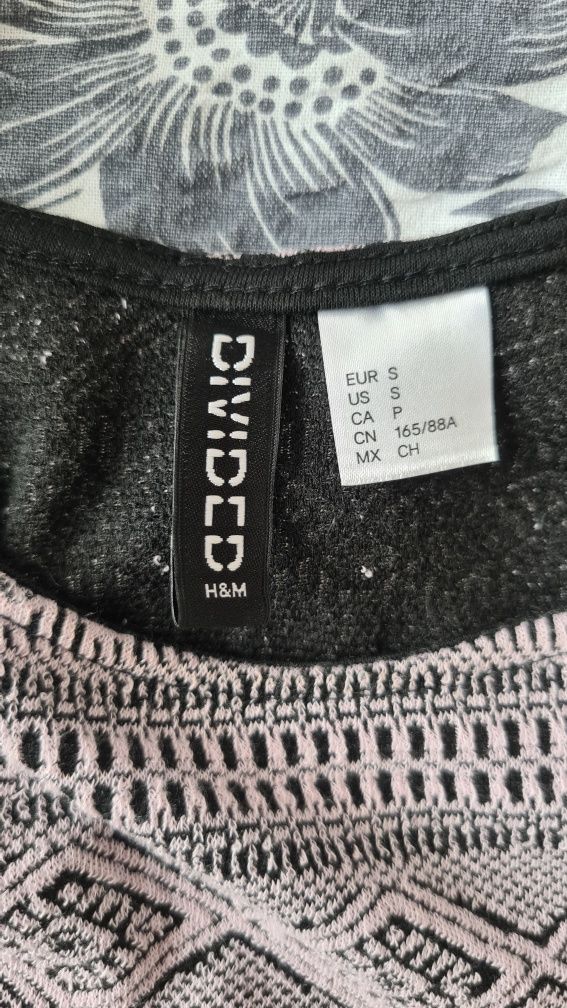 DIVIDED
H&M
EUR S
US S
CA P
CN 165/88A
MX CH